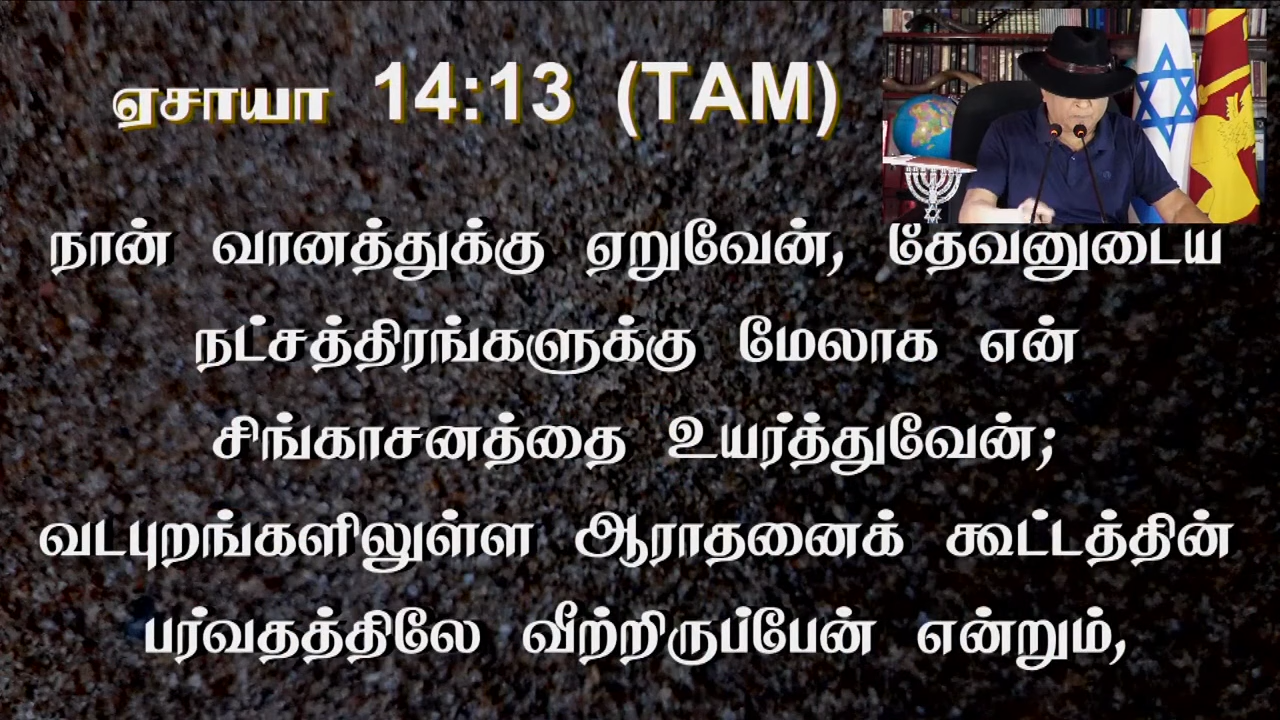 ஏசாயா 14:13 (TAM)
நான் வானத்துக்கு ஏறுவேன், தேவனுடைய
நட்சத்திரங்களுக்கு மேலாக என்
சிங்காசனத்தை உயர்த்துவேன்;
வடபுறங்களிலுள்ள ஆராதனைக் கூட்டத்தின்
பர்வதத்திலே வீற்றிருப்பேன் என்றும்,